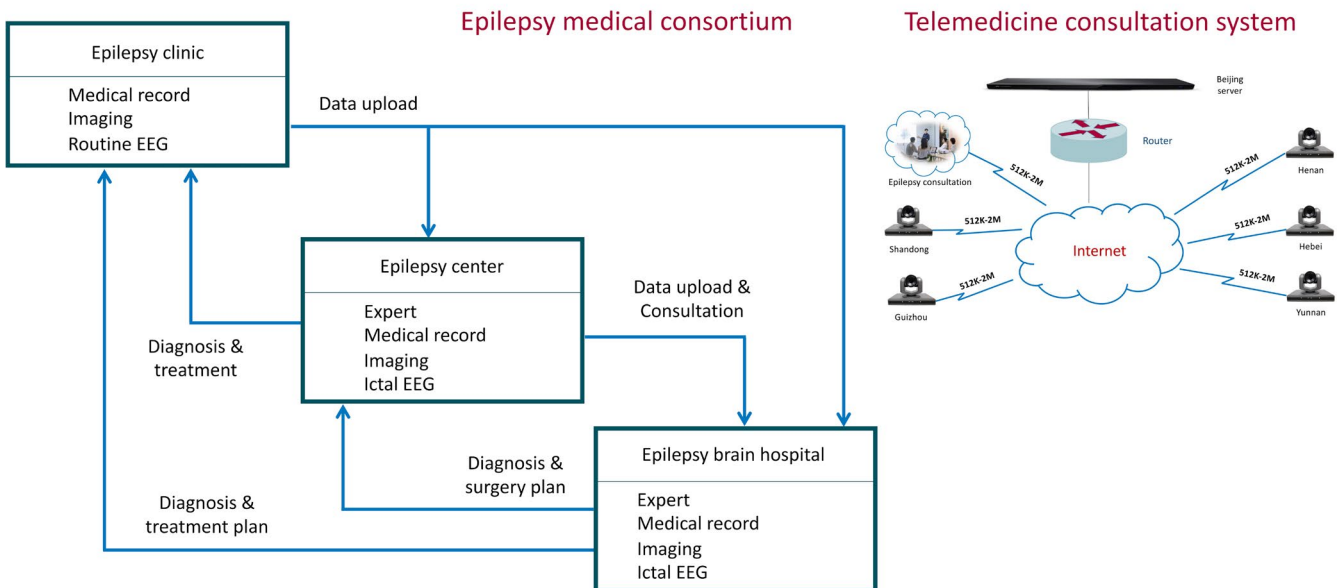 Epilepsy medical consortium
Epilepsy clinic
Medical record
Imaging
Routine EEG
Data upload
Epilepsy center
Expert
Medical record
Imaging
Ictal EEG
Data upload &
Consultation
Diagnosis &
treatment
Epilepsy brain hospital
Expert
Medical record
Imaging
Ictal EEG
Diagnosis &
surgery plan
Diagnosis &
treatment plan
Telemedicine consultation system
Beijing
server
Router
Epilepsy consultation
512K-2M
512K-2M
Henan
Shandong
512K-2M
Internet
512K-2M
Hebei
Guizhou
512K-2M
512K-2M
Yunnan